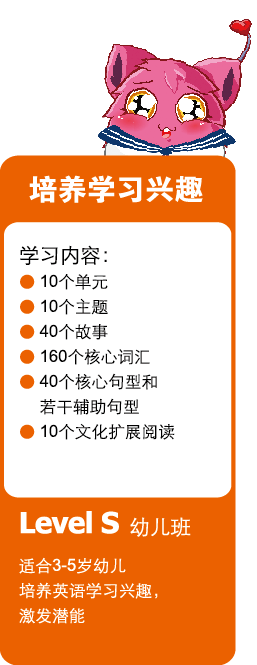 培养学习兴趣
学习内容：
● 10个单元
● 10个主题
● 40个故事
● 160个核心词汇
● 40个核心句型和
若干辅助句型
● 10个文化扩展阅读
Level S 幼儿班
适合3-5岁幼儿
培养英语学习兴趣，
激发潜能